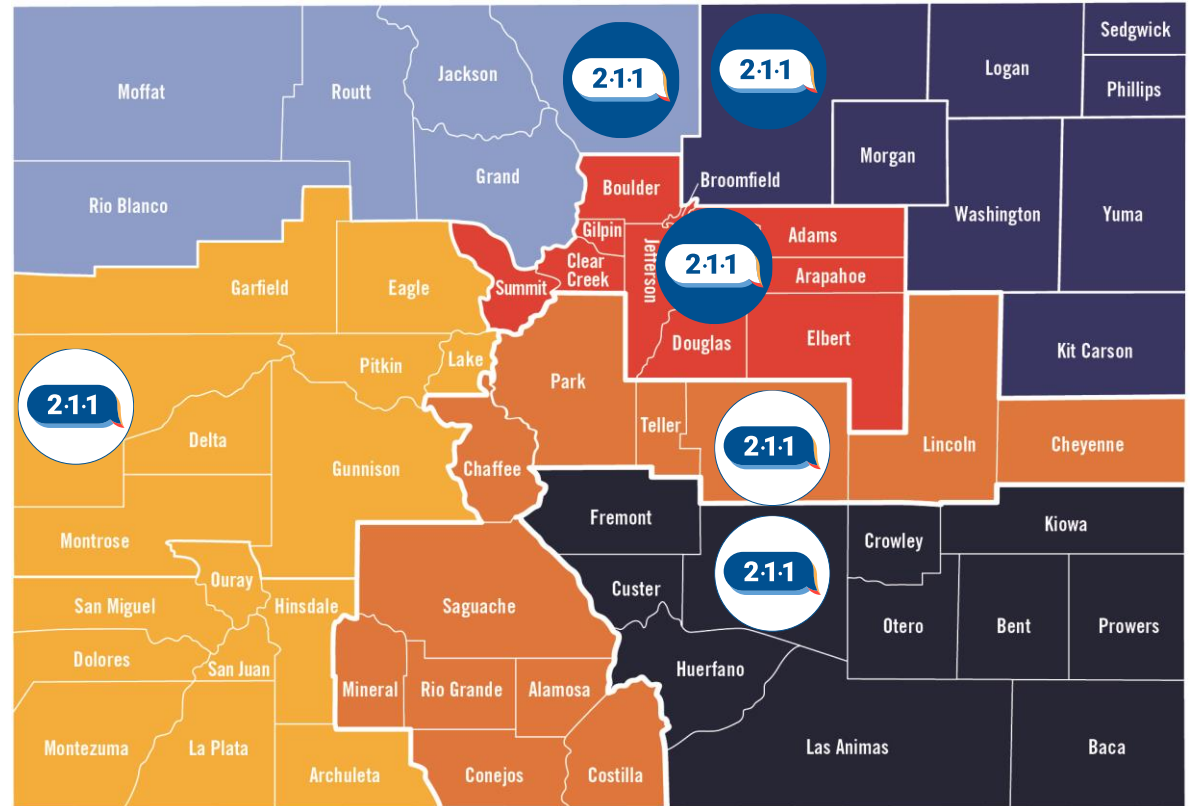 Sedgwick
Jackson
Logan
2·1·1
2·1·1
Moffat
Routt
Phillips
Morgan
Grand
Boulder
Broomfield
Rio Blanco
Washington
Yuma
Gilpin
Adams
Jefferson
2·1·1
Clear
Creek
Arapahoe
Garfield
Eagle
Summit
Douglas
Elbert
Kit Carson
Pitkin
Lake
Park
2·1·1
Teller
Delta
2·1·1
Lincoln
Cheyenne
Gunnison
Chaffee
Fremont
Kiowa
Montrose
Crowley
Ouray
2·1·1
San Miguel
Hinsdale
Saguache
Custer
Otero
Bent
Prowers
Dolores
San Juan
Huerfano
Mineral
Rio Grande
Alamosa
Montezuma
La Plata
Las Animas
Baca
Archuleta
Conejos
Costilla